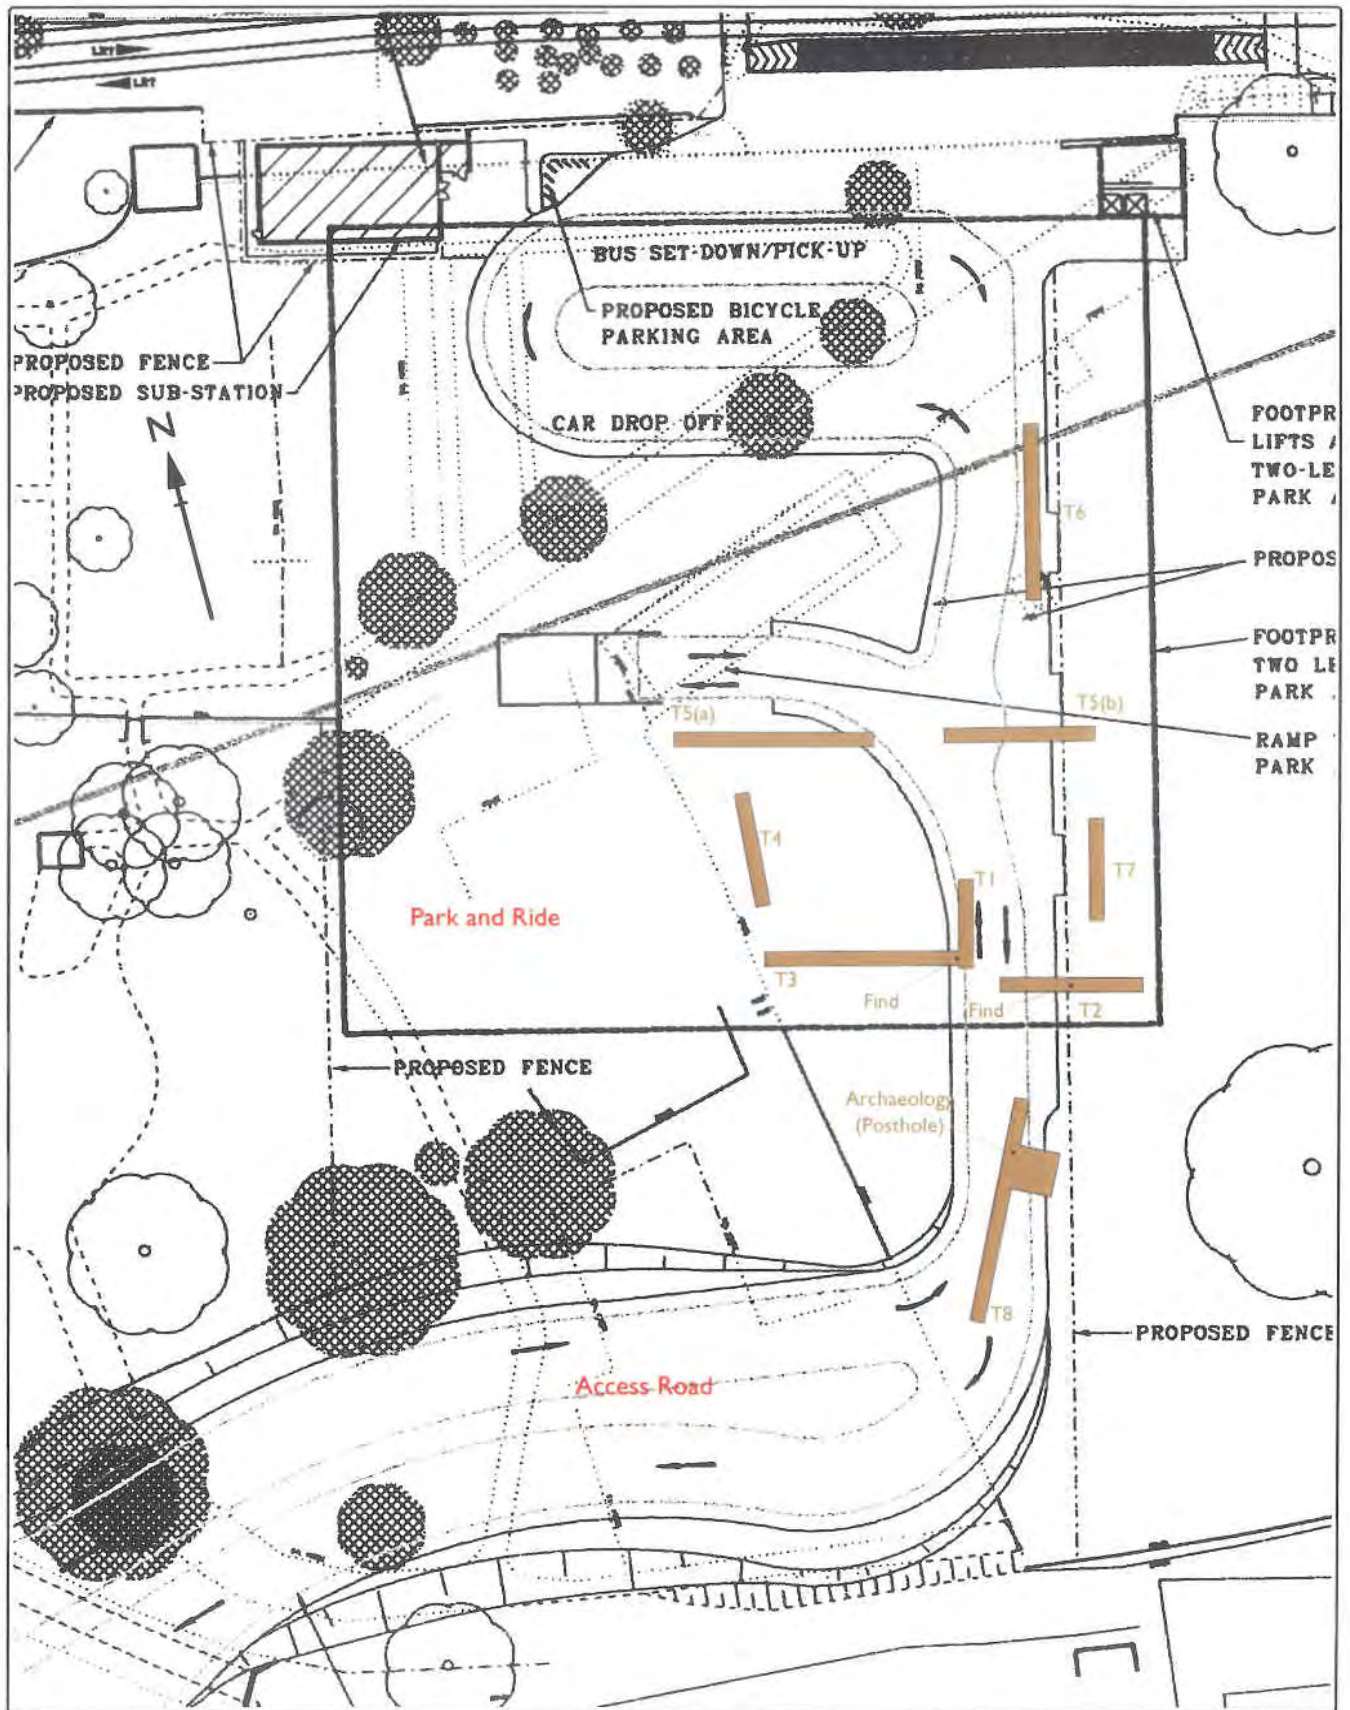 LRT
LRT
BUS SET-DOWN/PICK-UP
PROPOSED BICYCLE
PARKING AREA
PROPOSED FENCE
PROPOSED SUB-STATION
N
CAR DROP OFF
FOOTPR
LIFTS A
TWO-LE
PARK A
T6
PROPOS
FOOTPR
TWO LE
PARK
T5(a)
T5(b)
RAMP
PARK
T4
T7
T1
Park and Ride
T3
Find
Find
T2
PROPOSED FENCE
Archaeology
(Posthole)
T8
PROPOSED FENCE
Access Road